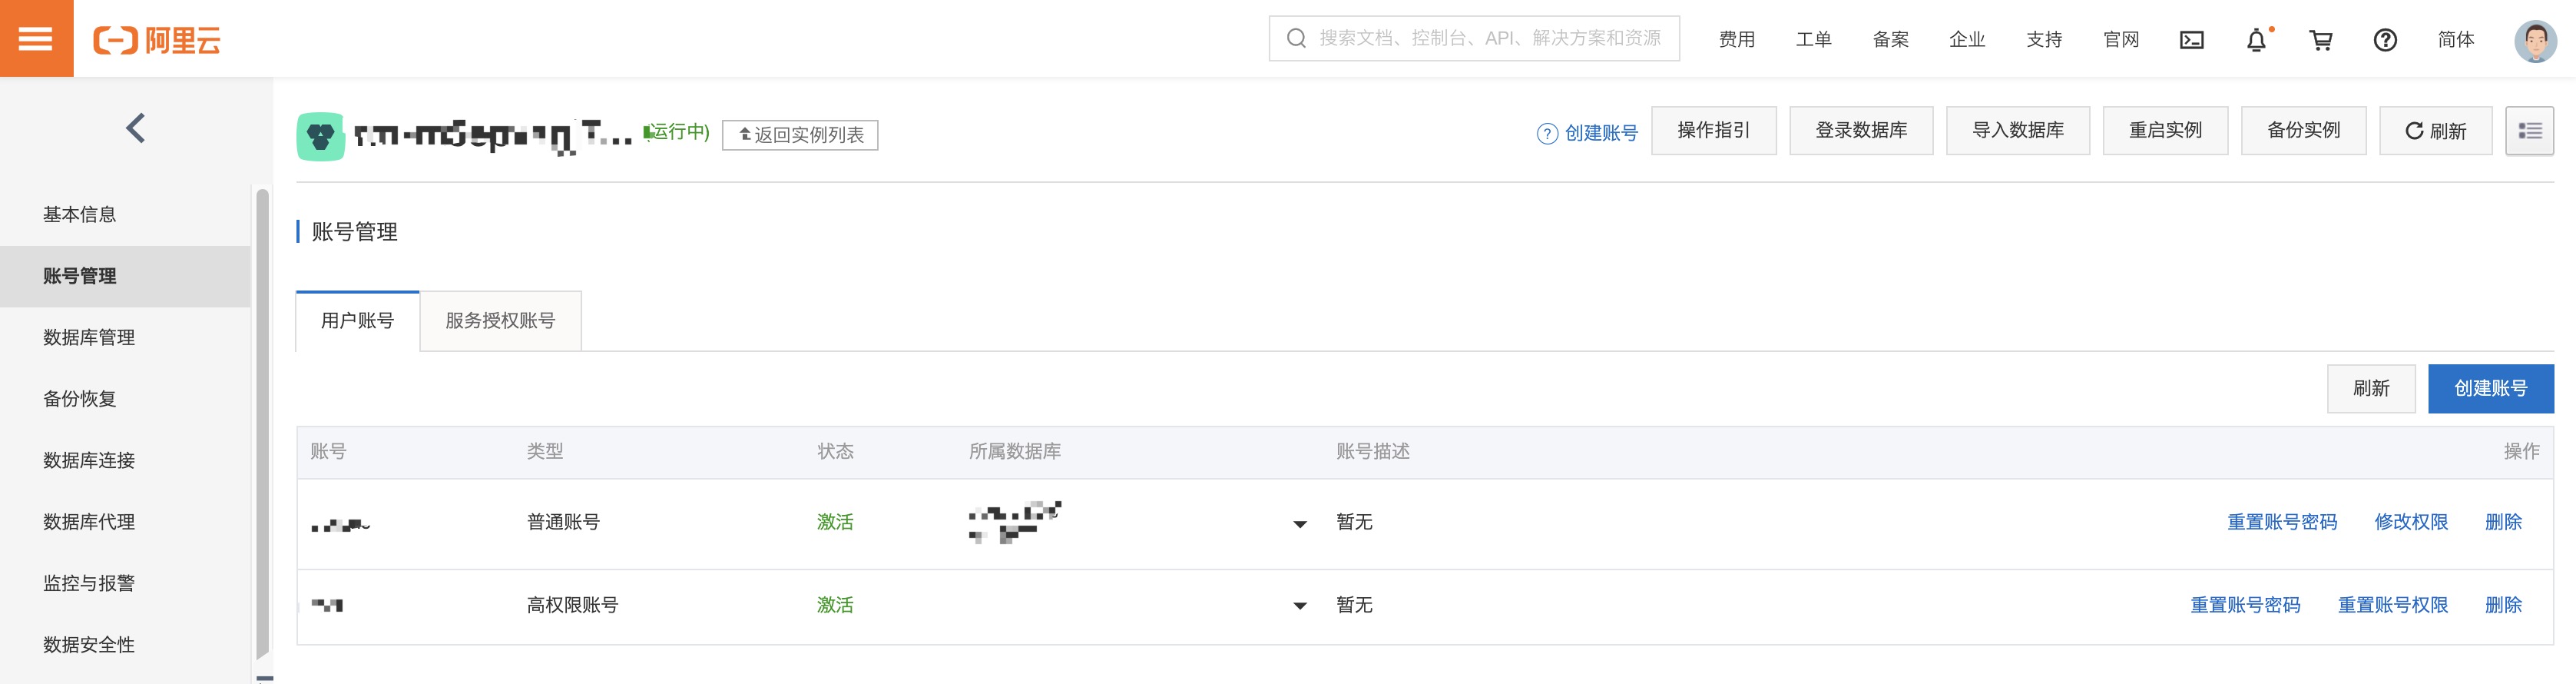 阿里云
搜索文档、控制台、API、解决方案和资源
费用 工单 备案 企业 支持 官网 简体
运行中)
返回实例列表
创建账号 操作指引 登录数据库 导入数据库 重启实例 备份实例 刷新
基本信息
账号管理
数据库管理
备份恢复
数据库连接
数据库代理
监控与报警
数据安全性
账号管理
用户账号 服务授权账号
刷新 创建账号
账号 类型 状态 所属数据库 账号描述 操作
普通账号 激活 暂无 重置账号密码 修改权限 删除
高权限账号 激活 暂无 重置账号密码 重置账号权限 删除